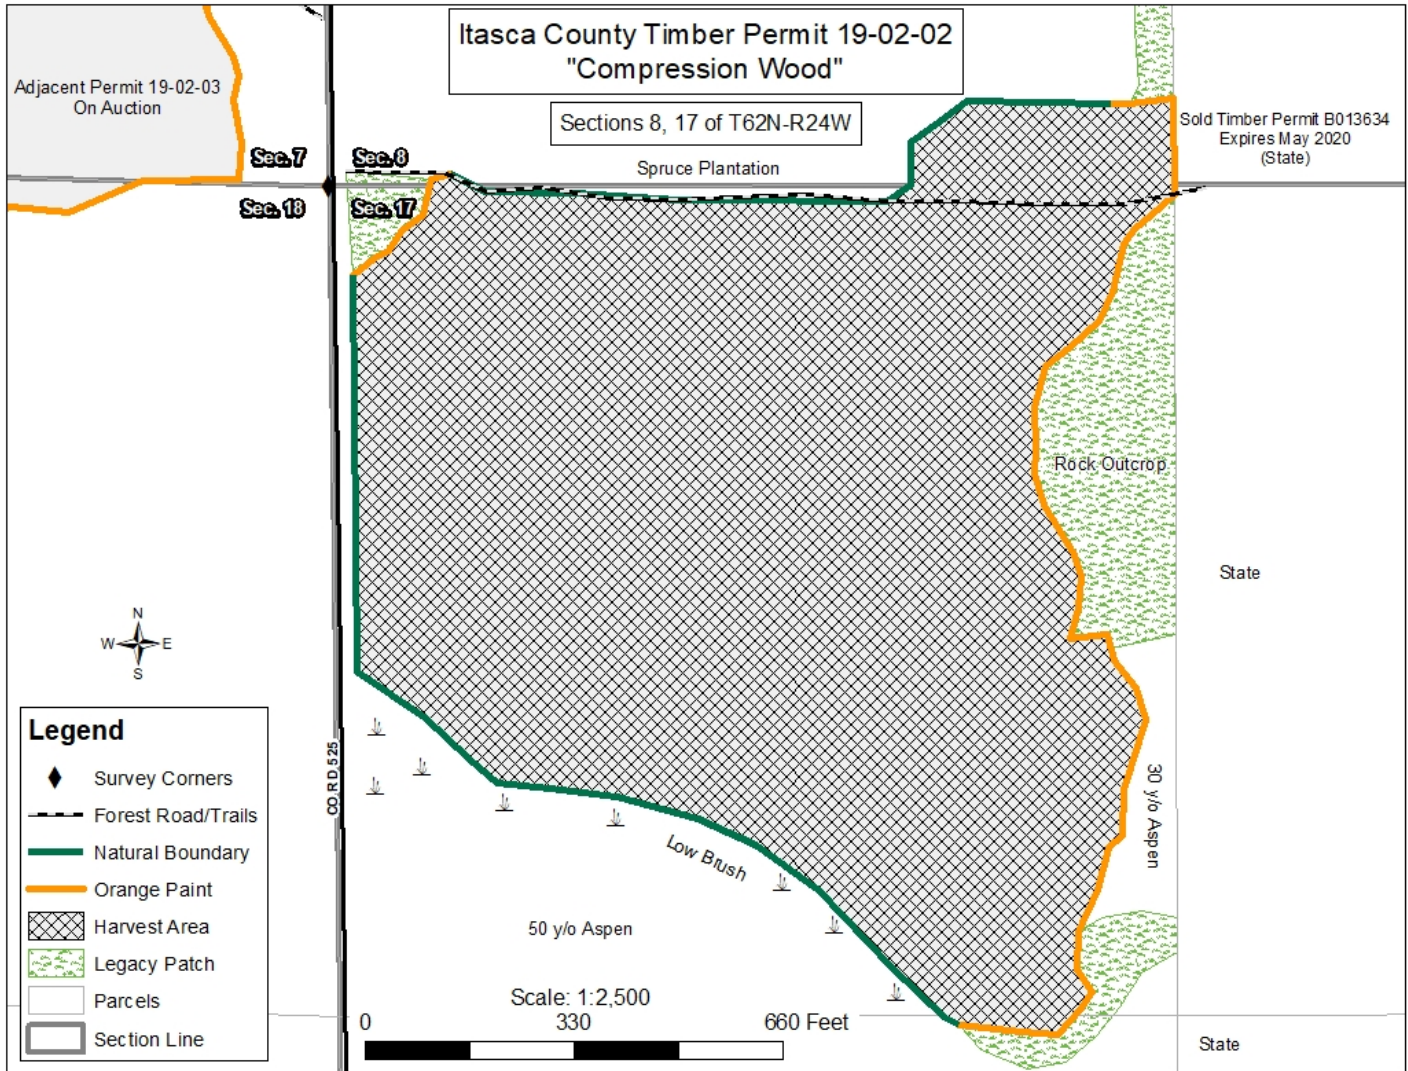 Itasca County Timber Permit 19-02-02
"Compression Wood"
Sections 8, 17 of T62N-R24W
Adjacent Permit 19-02-03
On Auction
Sold Timber Permit B013634
Expires May 2020
(State)
Sec. 7
Sec. 8
Spruce Plantation
Sec. 18
Sec. 17
Rock Outcrop
State
N
W
E
S
CO RD 525
30 y/o Aspen
Low Brush
50 y/o Aspen
Legend
Survey Corners
Forest Road/Trails
Natural Boundary
Orange Paint
Harvest Area
Legacy Patch
Parcels
Section Line
Scale: 1:2,500
0 330 660 Feet
State